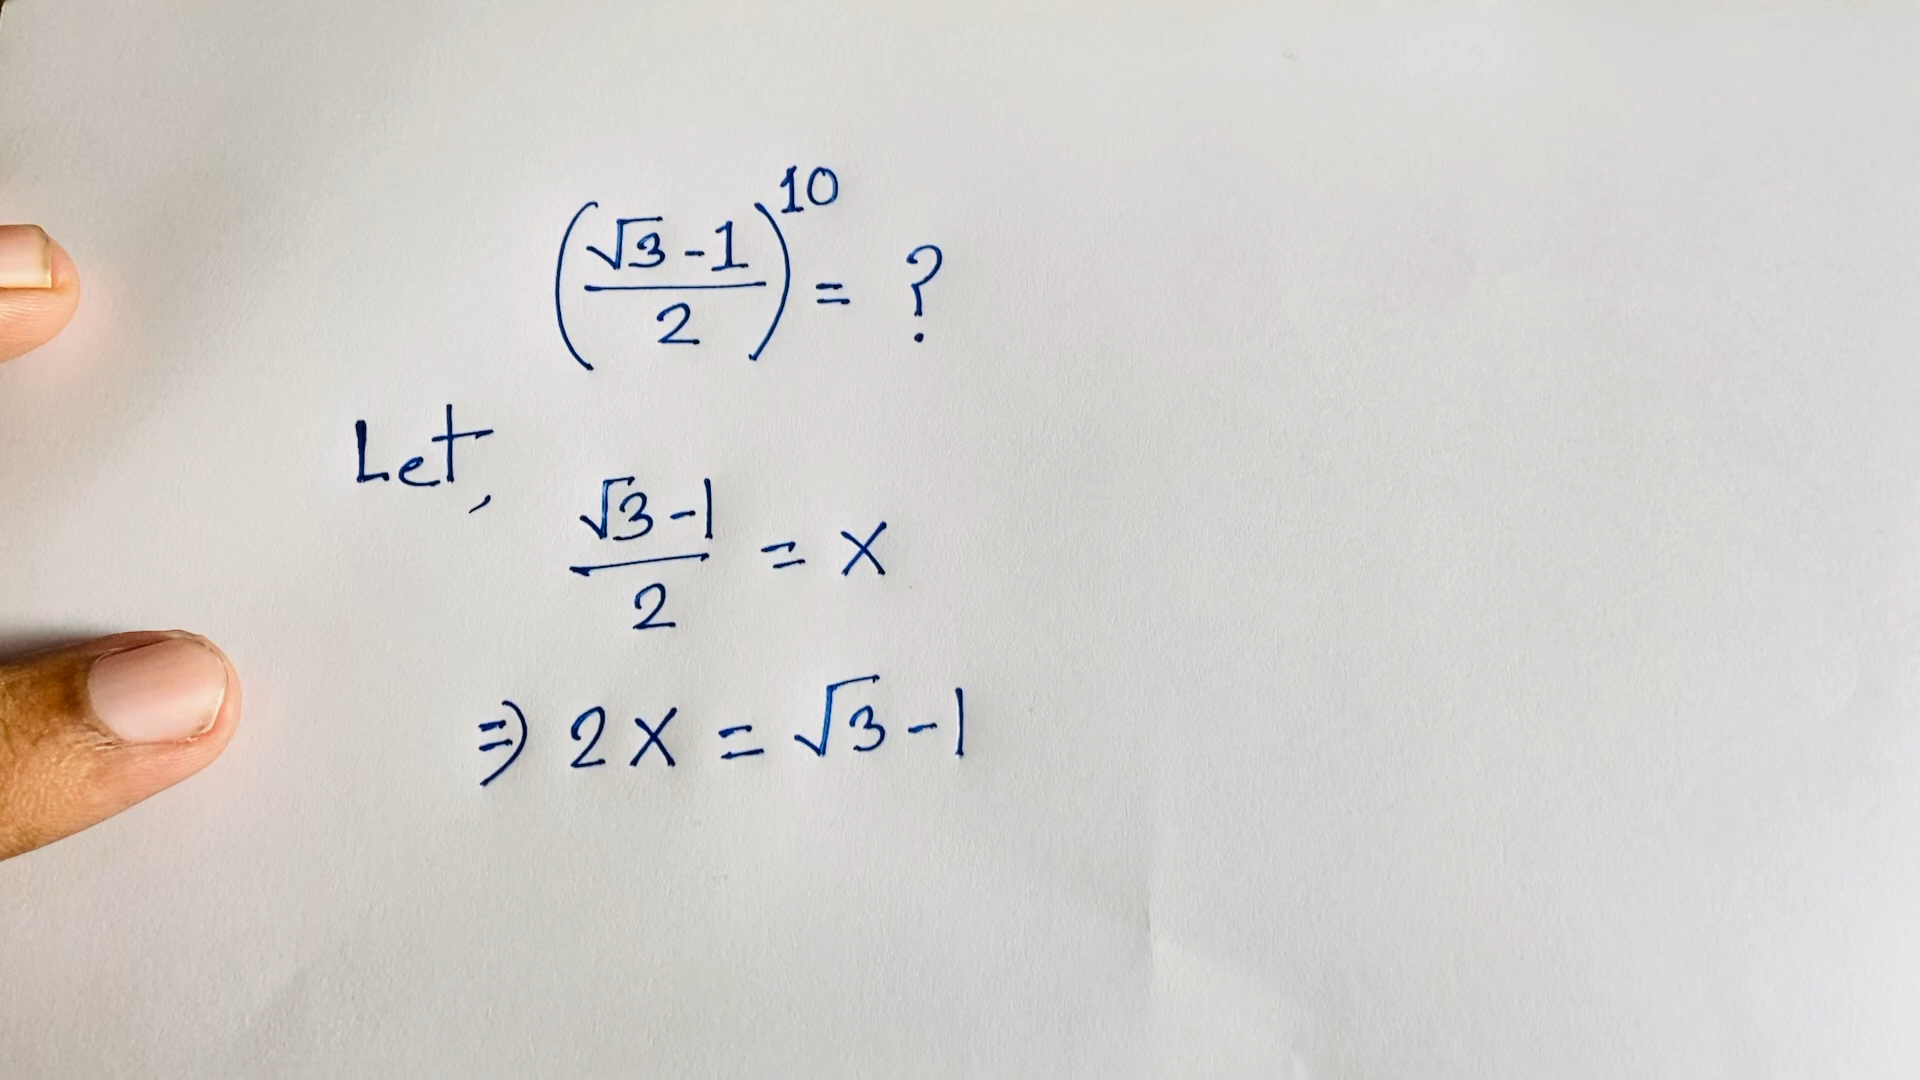 (√3-1/2)^10 = ?
Let,
√3-1/2 = x
⇒ 2x = √3-1